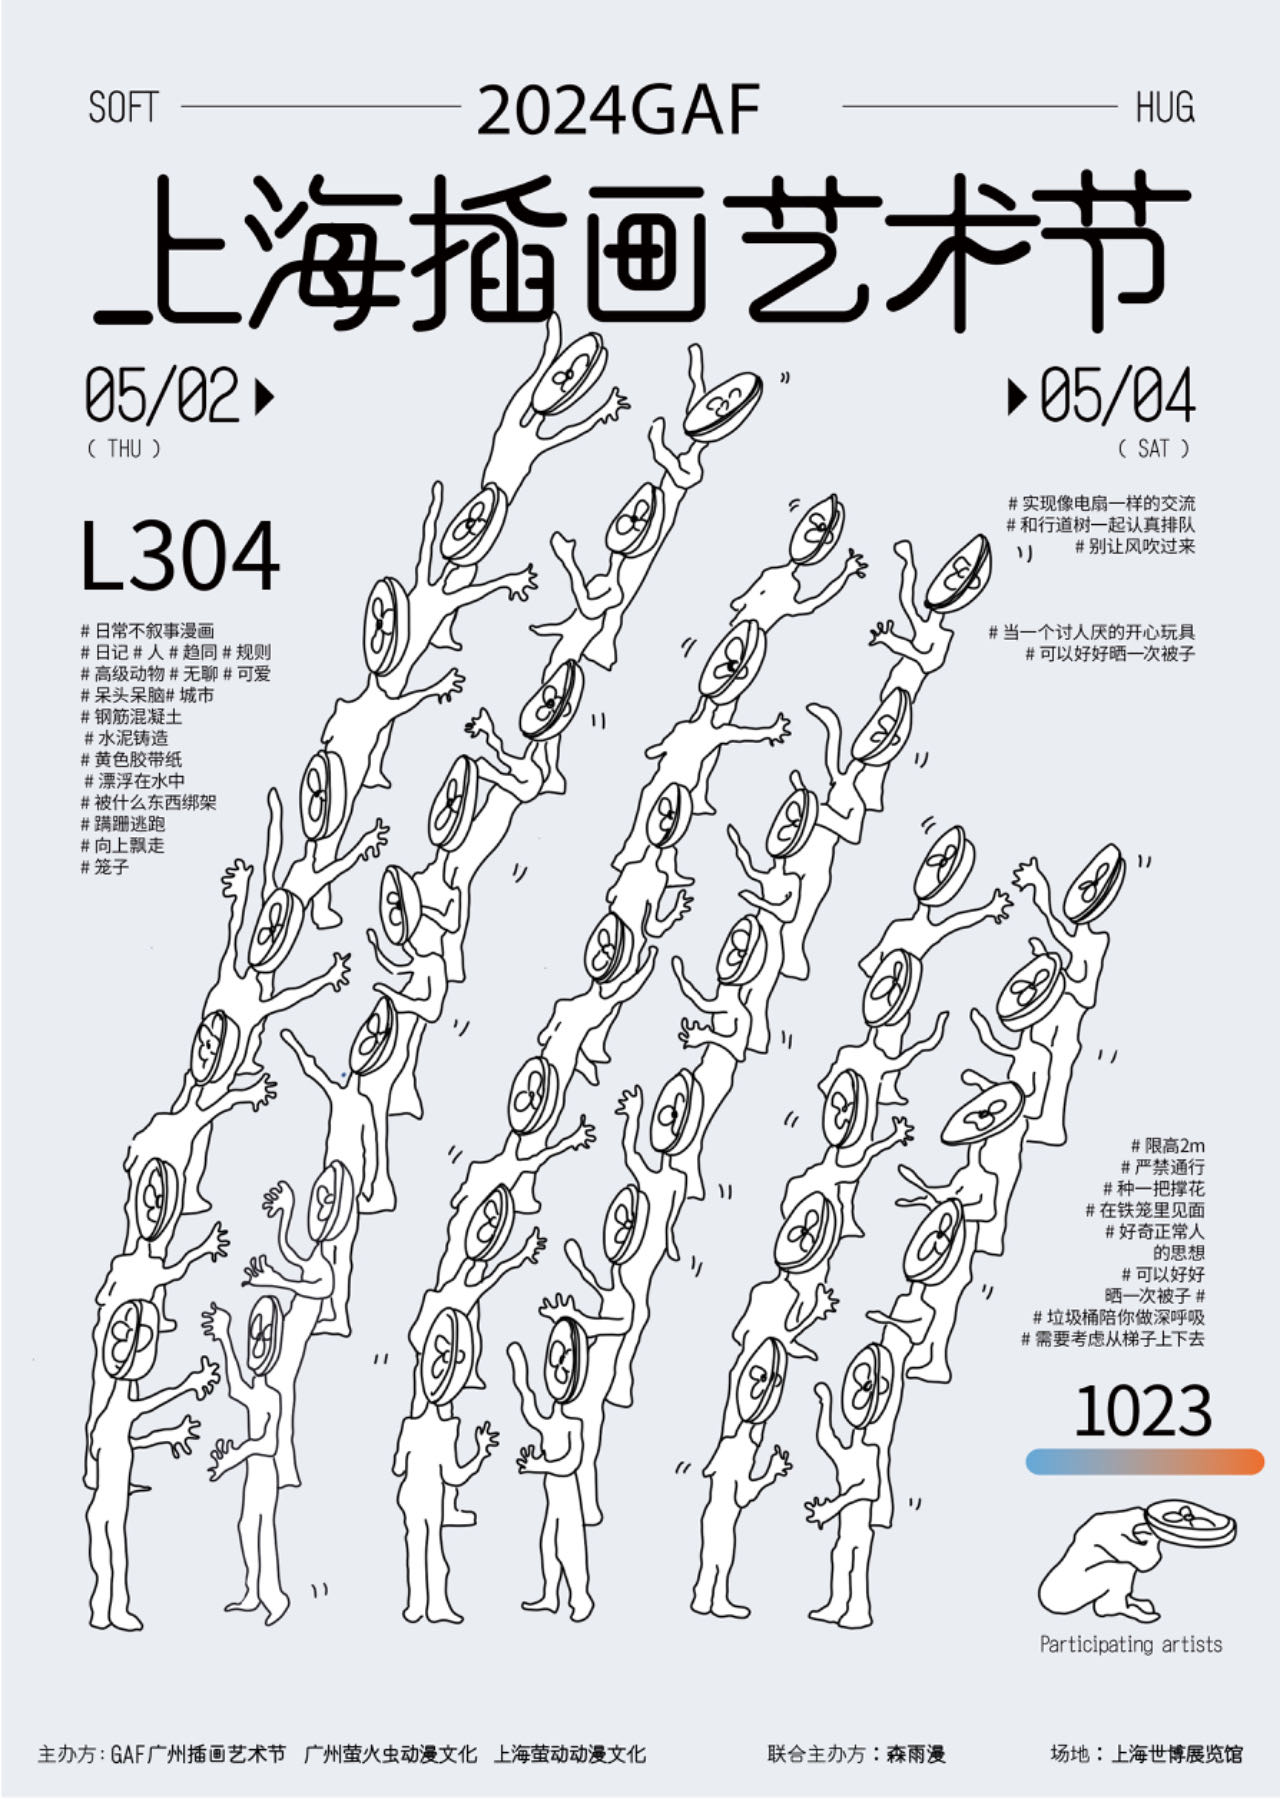 SOFT 2024GAF HUG
上海插画艺术节
05/02 05/04
( THU ) ( SAT )
# 实现像电扇一样的交流
# 和行道树一起认真排队
# 别让风吹过来
L304
# 日常不叙事漫画
# 日记 # 人 # 趋同 # 规则
# 高级动物 # 无聊 # 可爱
# 呆头呆脑# 城市
# 钢筋混凝土
# 水泥铸造
# 黄色胶带纸
# 漂浮在水中
# 被什么东西绑架
# 蹒跚逃跑
# 向上飘走
# 笼子
# 当一个讨人厌的开心玩具
# 可以好好晒一次被子
# 限高2m
# 严禁通行
# 种一把撑花
# 在铁笼里见面
# 好奇正常人
的思想
# 可以好好
晒一次被子 #
# 垃圾桶陪你做深呼吸
# 需要考虑从梯子上下去
1023
Participating artists
主办方：GAF广州插画艺术节 广州萤火虫动漫文化 上海萤动动漫文化 联合主办方：森雨漫 场地：上海世博展览馆